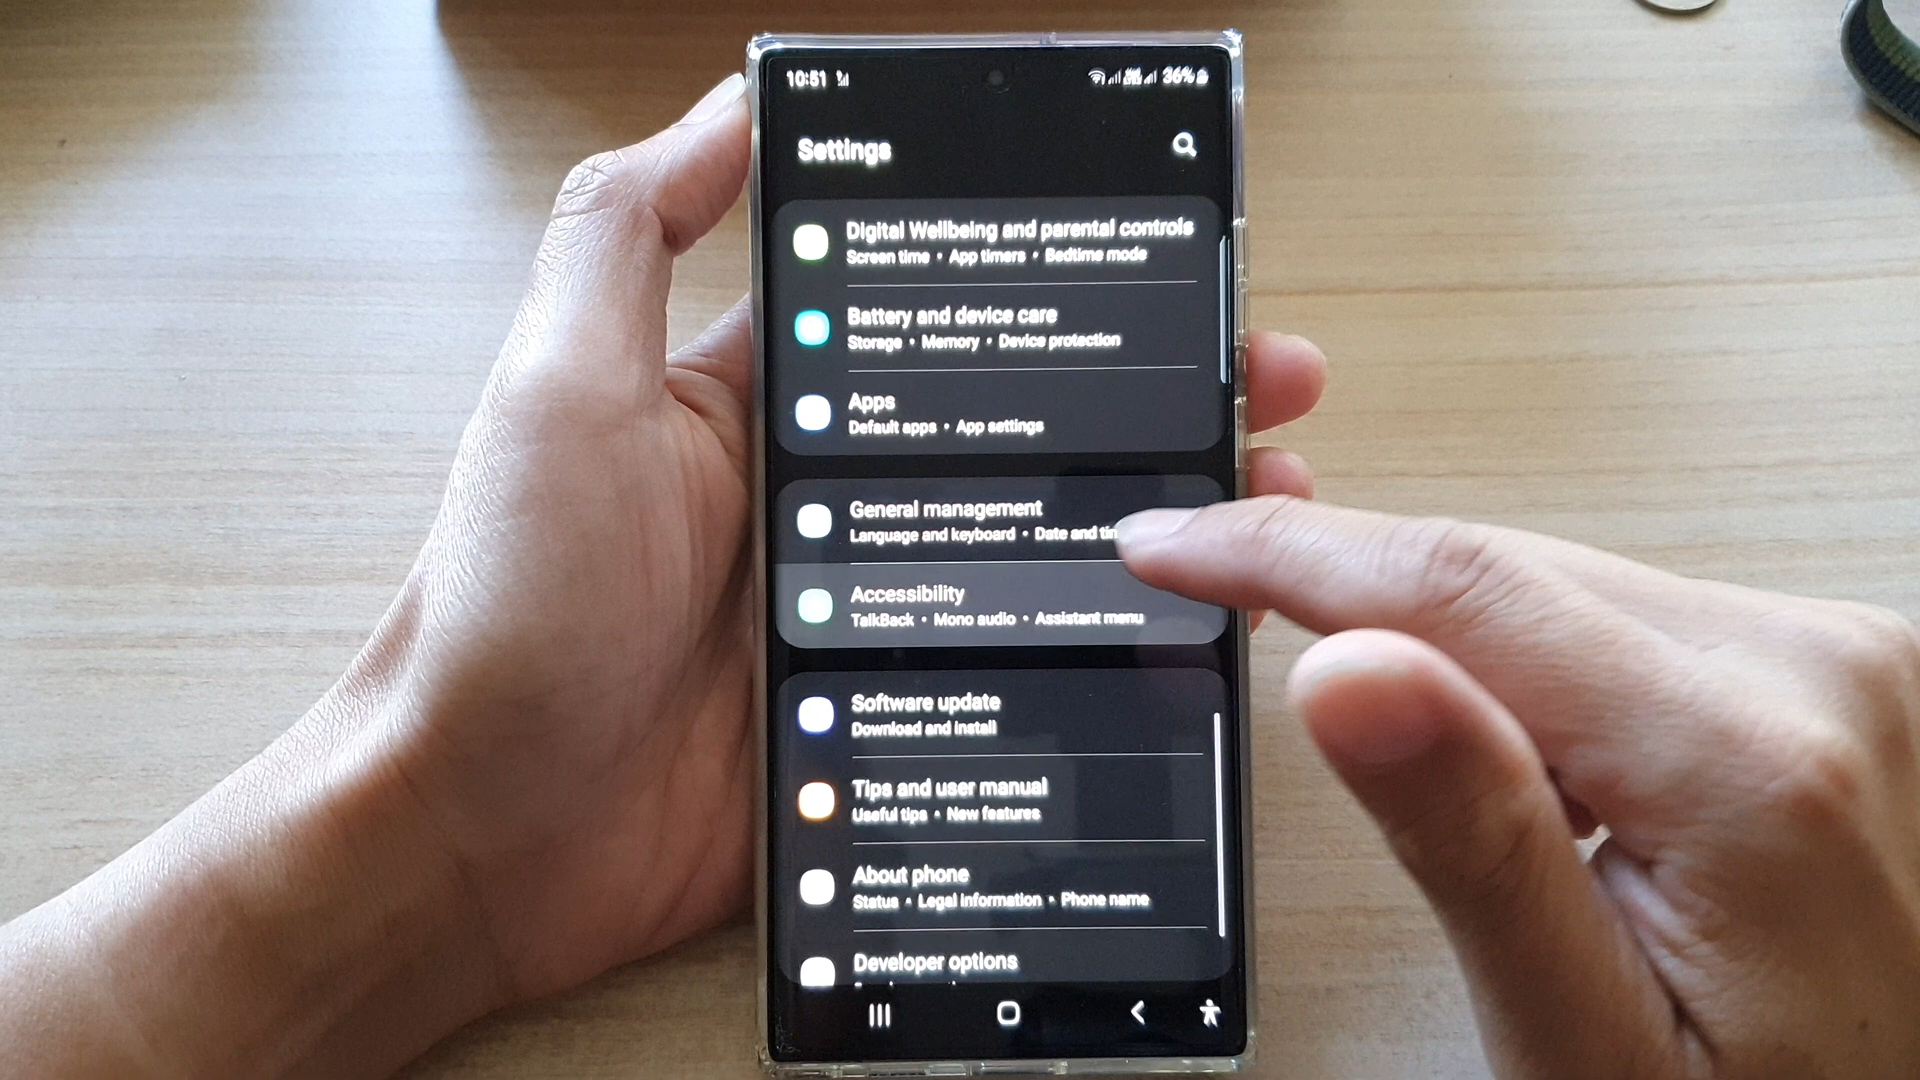 10:51
36%
Settings
Digital Wellbeing and parental controls
Screen time • App timers • Bedtime mode
Battery and device care
Storage • Memory • Device protection
Apps
Default apps • App settings
General management
Language and keyboard • Date and
Accessibility
TalkBack • Mono audio • Assistant menu
Software update
Download and install
Tips and user manual
Useful tips • New features
About phone
Status • Legal information • Phone name
Developer options